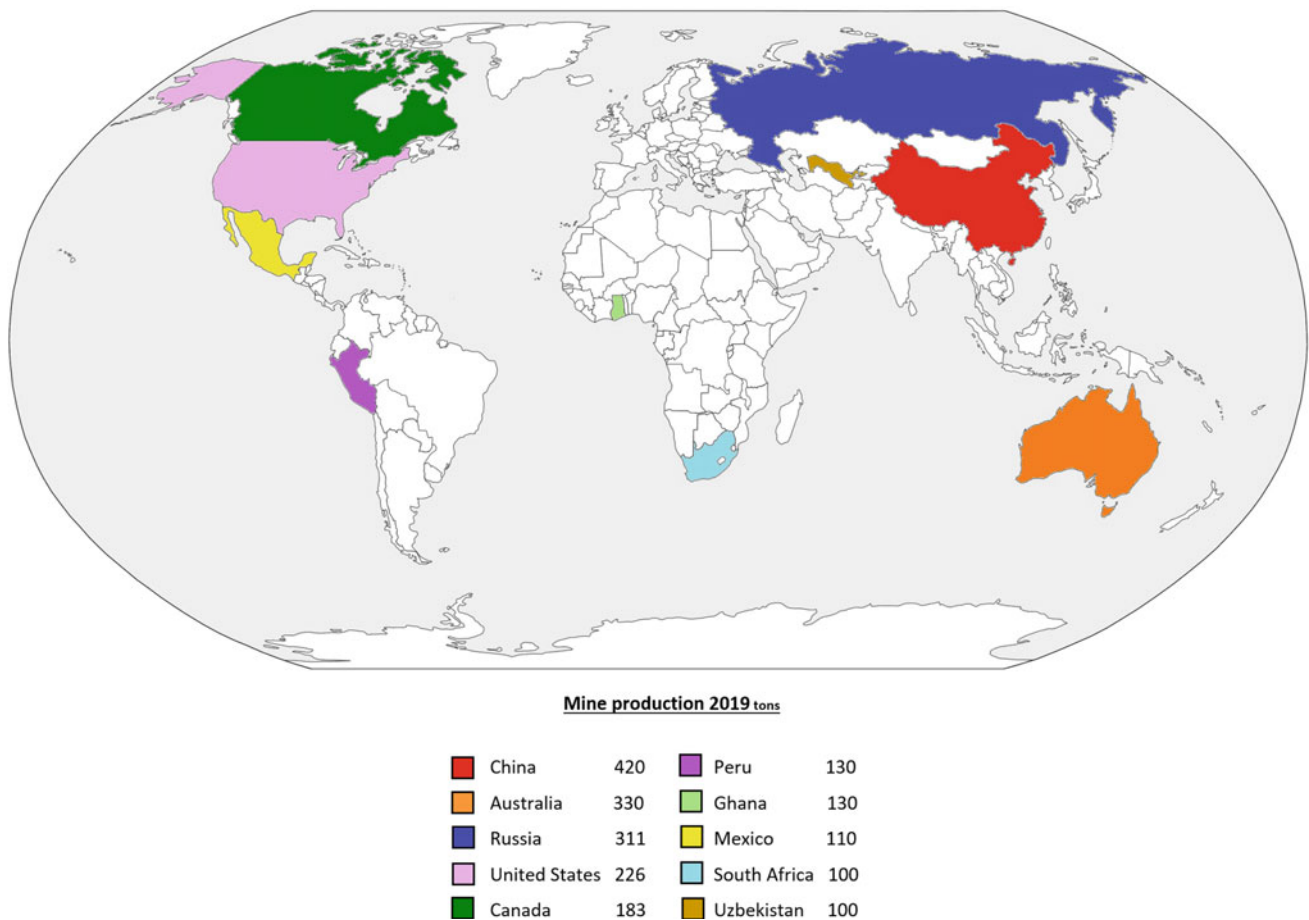 Mine production 2019 tons
China 420 Peru 130
Australia 330 Ghana 130
Russia 311 Mexico 110
United States 226 South Africa 100
Canada 183 Uzbekistan 100